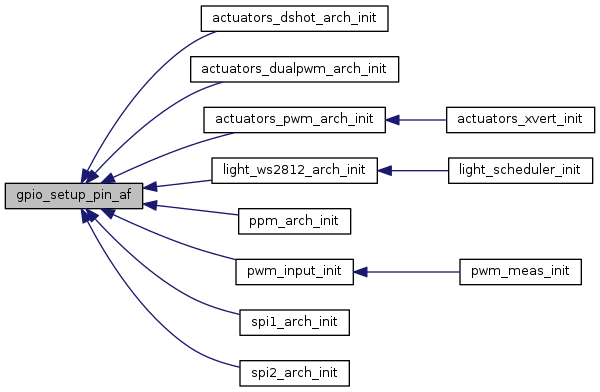 actuators_dshot_arch_init
actuators_dualpwm_arch_init
actuators_pwm_arch_init
actuators_xvert_init
light_ws2812_arch_init
light_scheduler_init
gpio_setup_pin_af
ppm_arch_init
pwm_input_init
pwm_meas_init
spi1_arch_init
spi2_arch_init